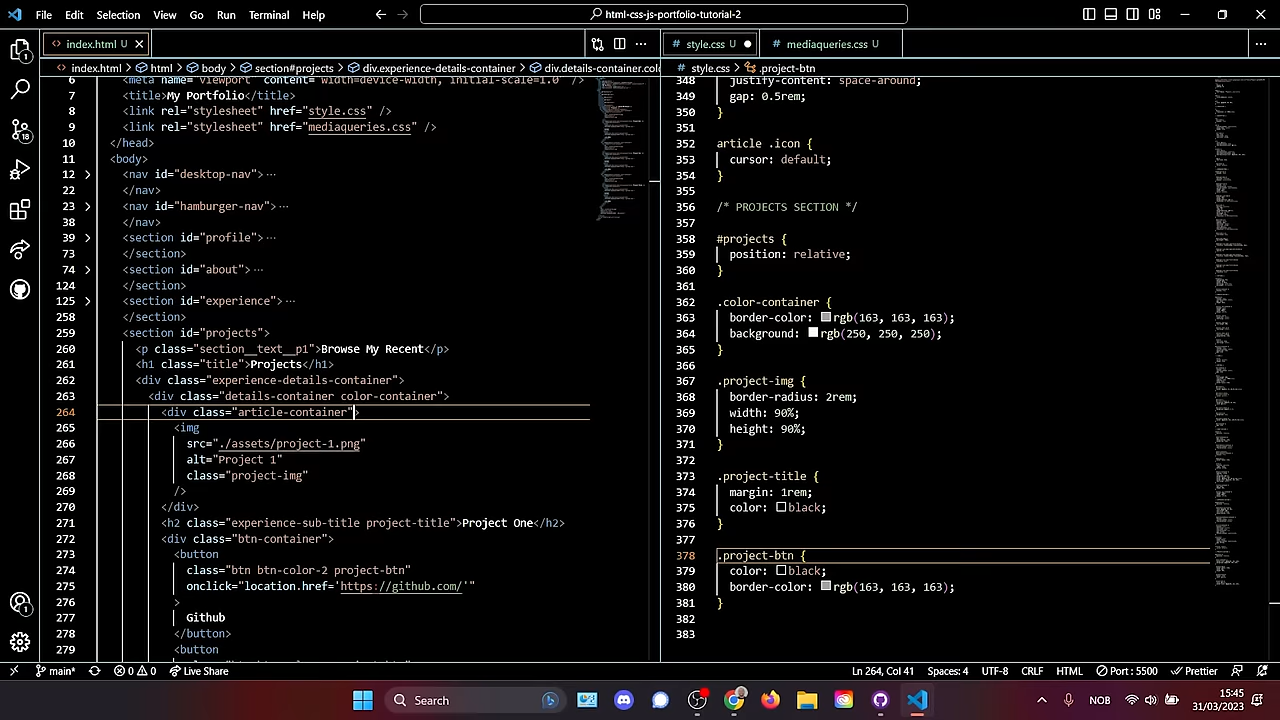 File Edit Selection View Go Run Terminal Help
html-css-js-portfolio-tutorial-2
index.html U
style.css U
mediaqueries.css U
index.html > html > body > section#projects > div.experience-details-container > div.details-container.colo
style.css > .project-btn
6 <meta name="viewport" content="width=device-width, initial-scale=1.0" />
<title>My Portfolio</title>
<link rel="stylesheet" href="style.css" />
<link rel="stylesheet" href="mediaqueries.css" />
</head>
11 <body>
<nav id="desktop-nav">···
22 </nav>
23 <nav id="hamburger-nav">···
38 </nav>
39 <section id="profile">···
73 </section>
74 <section id="about">···
</section>
125 <section id="experience">···
258 </section>
259 <section id="projects">
260 <p class="section__text__p1">Browse My Recent</p>
261 <h1 class="title">Projects</h1>
262 <div class="experience-details-container">
263 <div class="details-container color-container">
264 <div class="article-container">
265 <img
266 src="./assets/project-1.png"
267 alt="Project 1"
268 class="project-img"
269 />
270 </div>
271 <h2 class="experience-sub-title project-title">Project One</h2>
272 <div class="btn-container">
273 <button
274 class="btn btn-color-2 project-btn"
275 onclick="location.href='https://github.com/'"
276 >
277 Github
278 </button>
279 <button
348 justify-content: space-around;
349 gap: 0.5rem;
350 }
351
352 article .icon {
353 cursor: default;
354 }
355
356 /* PROJECTS SECTION */
357
358 #projects {
359 position: relative;
360 }
361
362 .color-container {
363 border-color: rgb(163, 163, 163);
364 background: rgb(250, 250, 250);
365 }
366
367 .project-img {
368 border-radius: 2rem;
369 width: 90%;
370 height: 90%;
371 }
372
373 .project-title {
374 margin: 1rem;
375 color: black;
376 }
377
378 .project-btn {
379 color: black;
380 border-color: rgb(163, 163, 163);
381 }
382
383
main* 0 0 Live Share
Ln 264, Col 41 Spaces: 4 UTF-8 CRLF HTML Port : 5500 Prettier
Search
NOB
15:45
31/03/2023